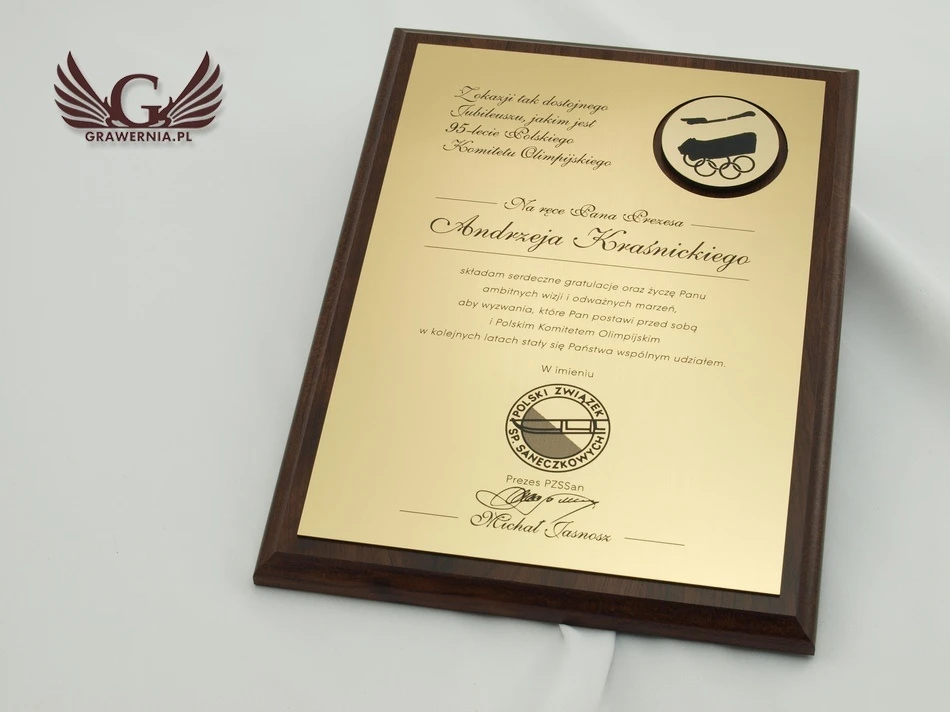 G
GRAWERNIA.PL
Z okazji tak dostojnego
Jubileuszu, jakim jest
95-lecie Polskiego
Komitetu Olimpijskiego
Na ręce Pana Prezesa
Andrzeja Kraśnickiego
składam serdeczne gratulacje oraz życzę Panu
ambitnych wizji i odważnych marzeń,
aby wyzwania, które Pan postawi przed sobą
i Polskim Komitetem Olimpijskim
w kolejnych latach stały się Państwa wspólnym udziałem.
W imieniu
POLSKI ZWIĄZEK
SP. SANECZKOWYCH
Prezes PZSSan
Michał Jasnosz